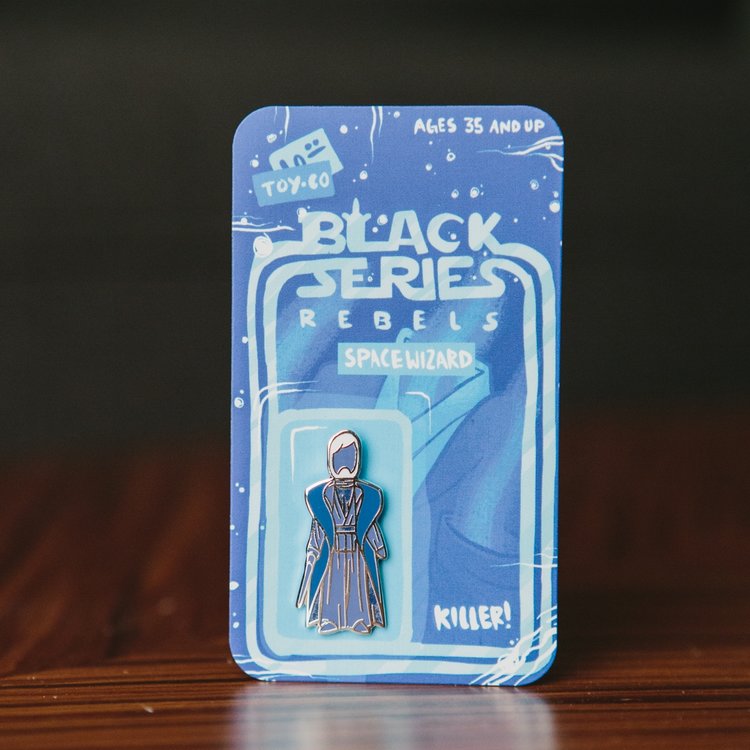 AGES 35 AND UP
TOY·CO
BLACK
SERIES
REBELS
SPACE WIZARD
KILLER!